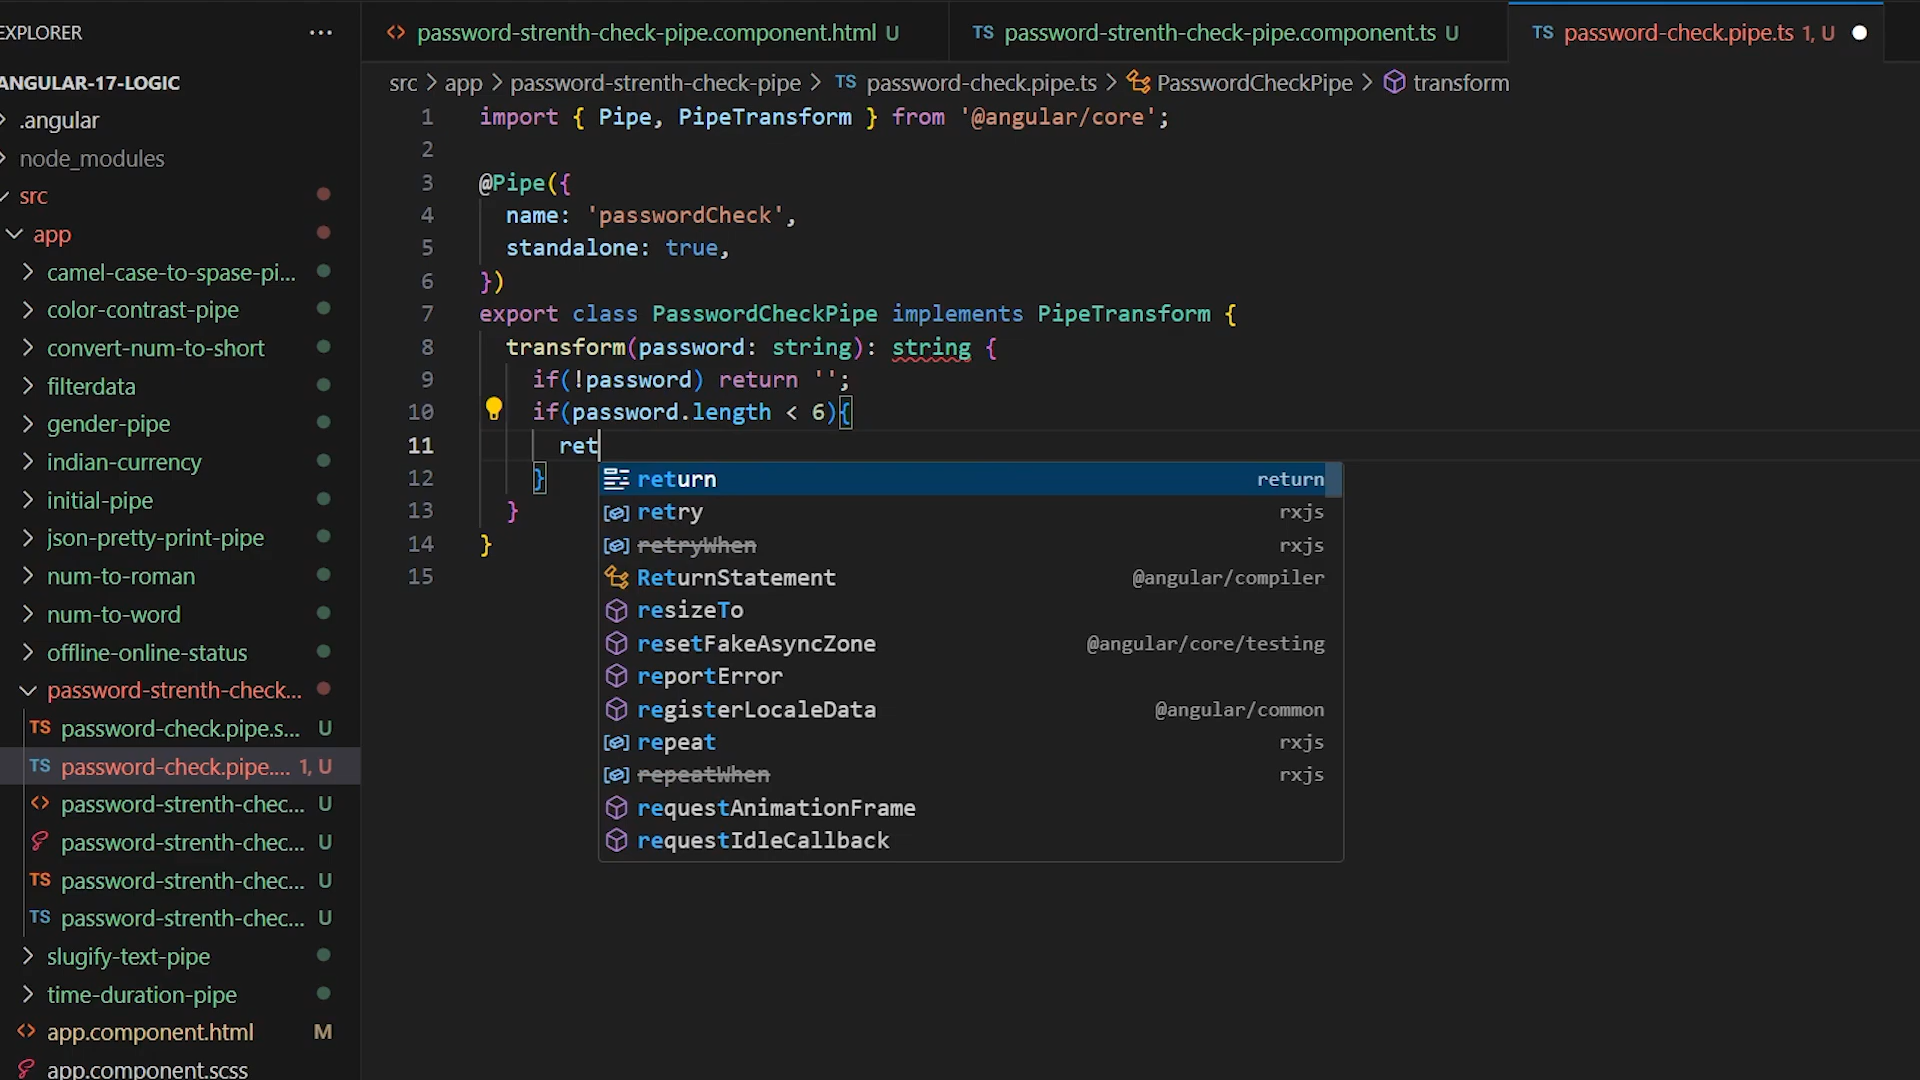 EXPLORER ...
ANGULAR-17-LOGIC
.angular
node_modules
src
app
camel-case-to-spase-pi...
color-contrast-pipe
convert-num-to-short
filterdata
gender-pipe
indian-currency
initial-pipe
json-pretty-print-pipe
num-to-roman
num-to-word
offline-online-status
password-strenth-check...
TS password-check.pipe.s... U
TS password-check.pipe.... 1, U
<> password-strenth-chec... U
password-strenth-chec... U
TS password-strenth-chec... U
TS password-strenth-chec... U
slugify-text-pipe
time-duration-pipe
<> app.component.html M
app.component.scss
<> password-strenth-check-pipe.component.html U
TS password-strenth-check-pipe.component.ts U
TS password-check.pipe.ts 1, U
src > app > password-strenth-check-pipe > TS password-check.pipe.ts > PasswordCheckPipe > transform
1 import { Pipe, PipeTransform } from '@angular/core';
2
3 @Pipe({
4 name: 'passwordCheck',
5 standalone: true,
6 })
7 export class PasswordCheckPipe implements PipeTransform {
8 transform(password: string): string {
9 if(!password) return '';
10 if(password.length < 6){
11 ret
12 }
13 }
14 }
15
return return
retry rxjs
retryWhen rxjs
ReturnStatement @angular/compiler
resizeTo
resetFakeAsyncZone @angular/core/testing
reportError
registerLocaleData @angular/common
repeat rxjs
repeatWhen rxjs
requestAnimationFrame
requestIdleCallback